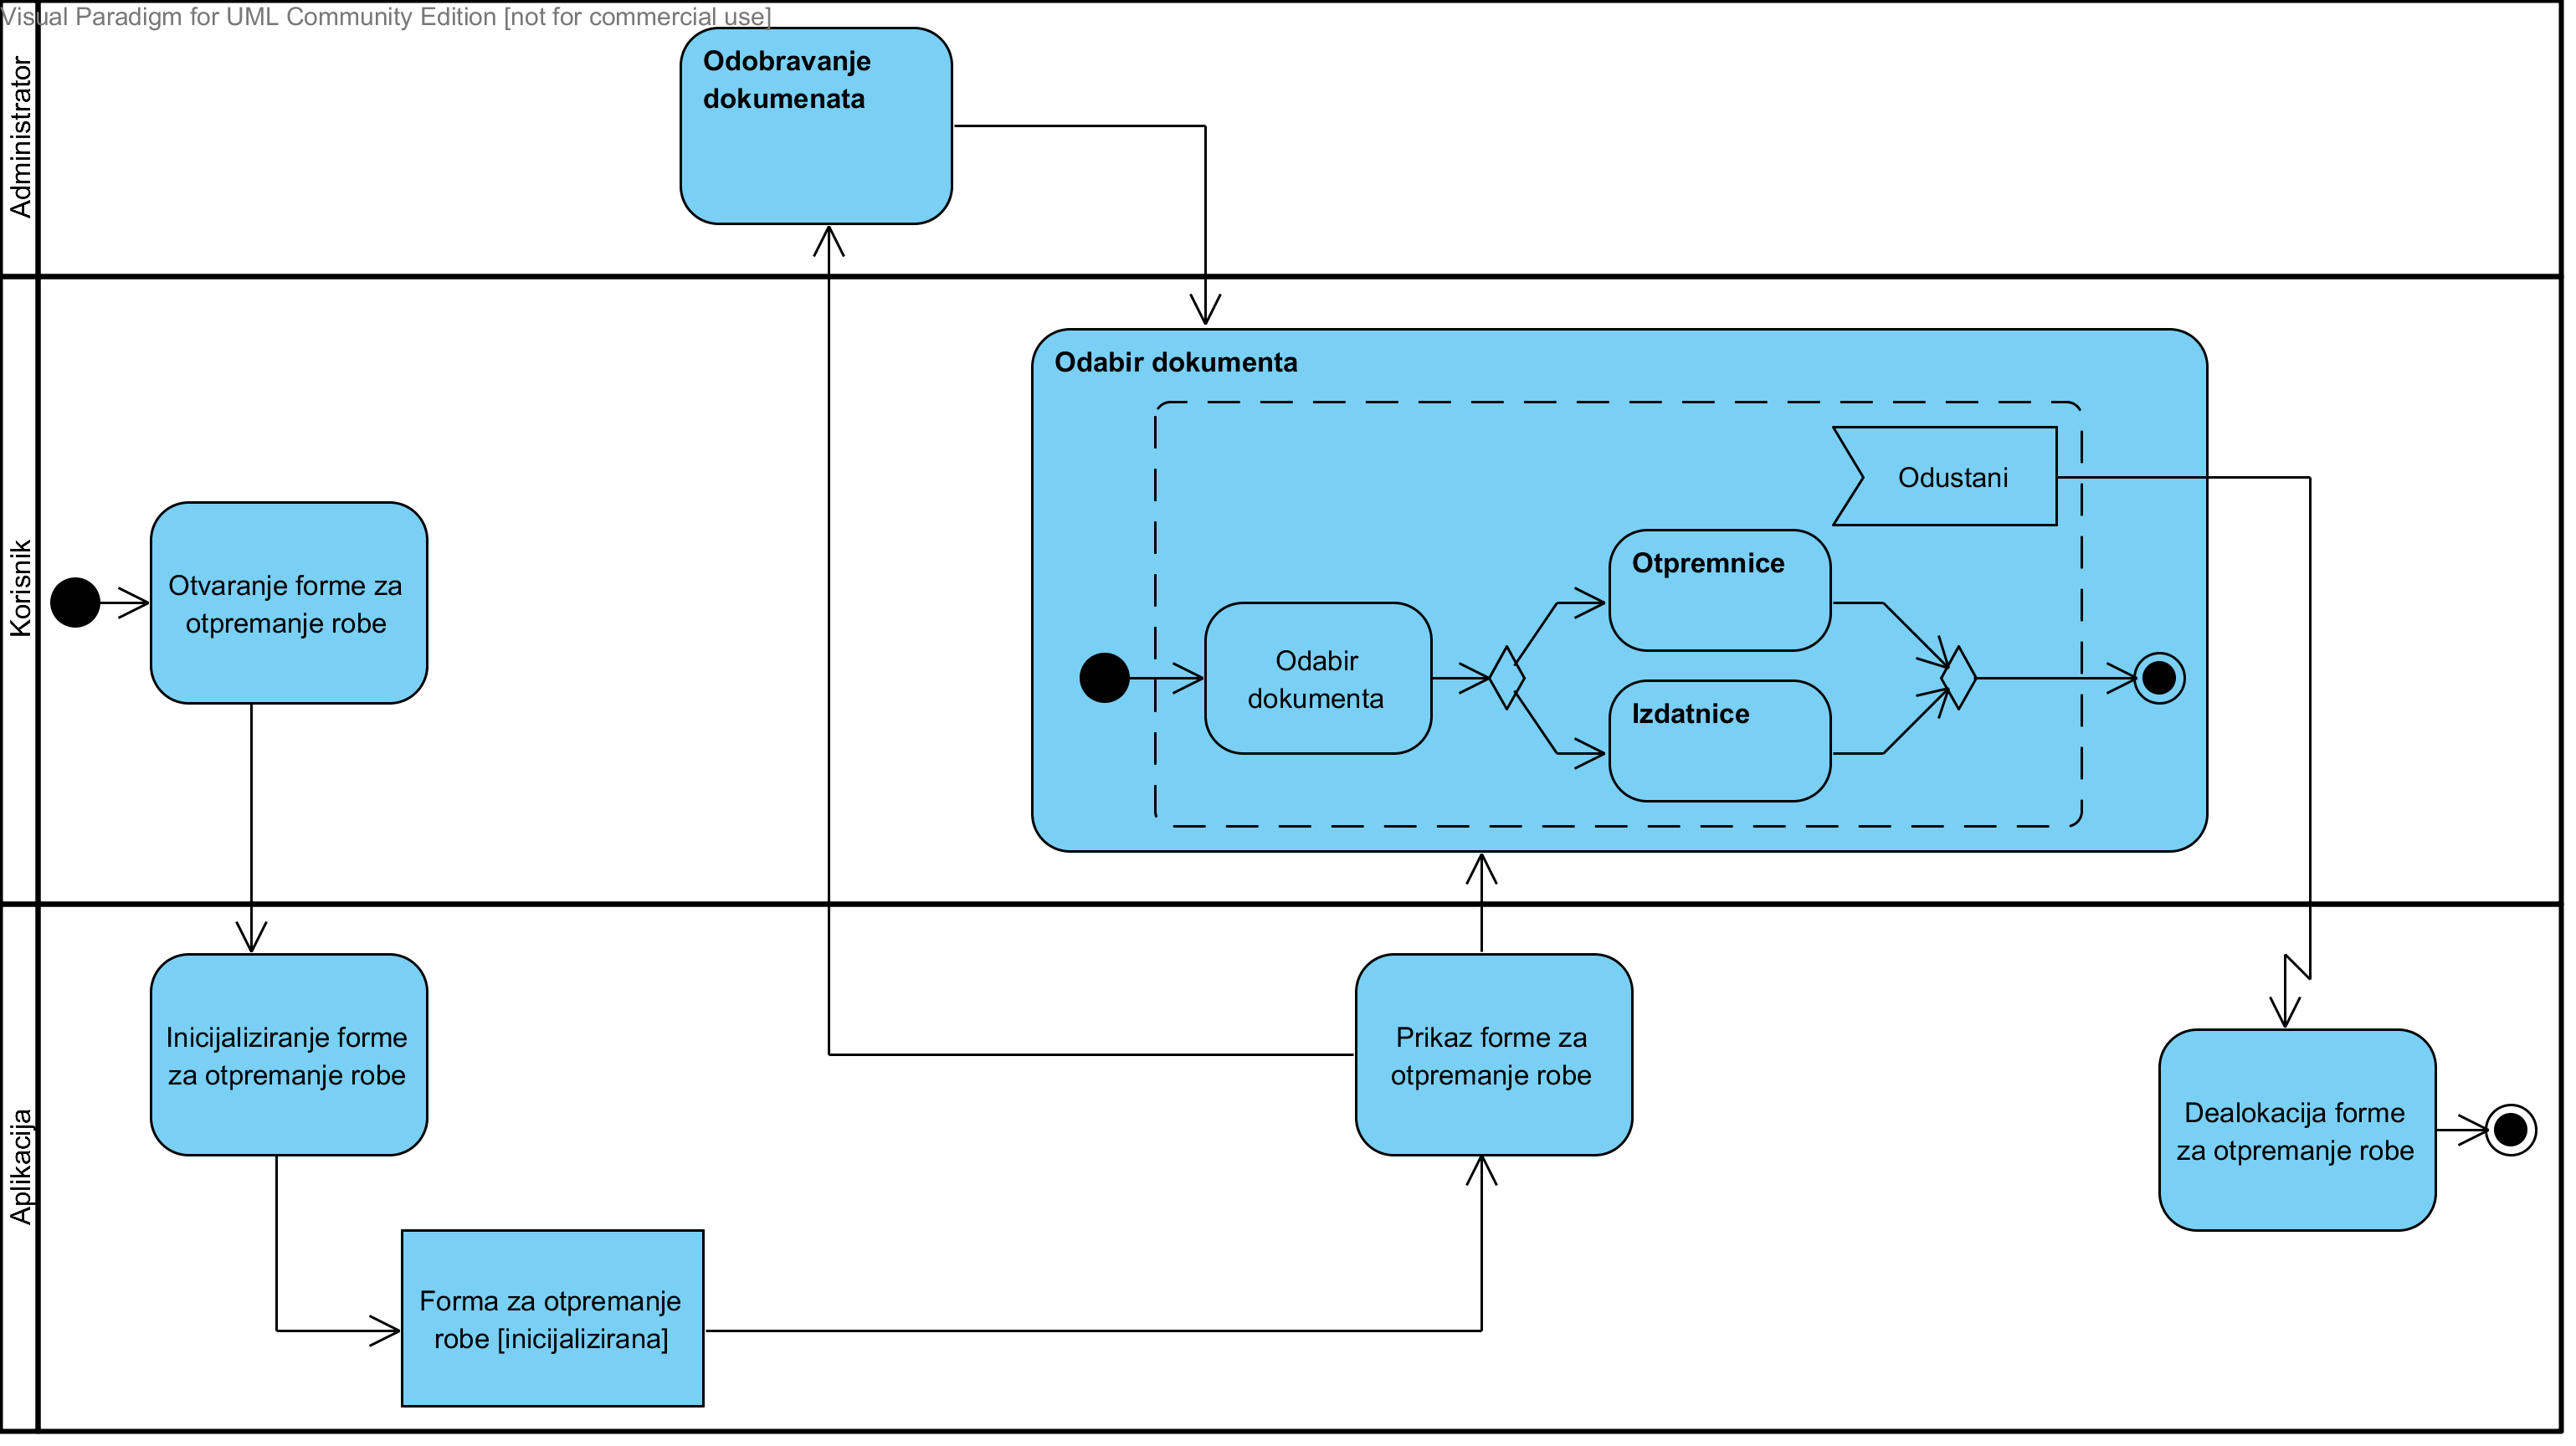 Visual Paradigm for UML Community Edition [not for commercial use]
Administrator
Odobravanje
dokumenata
Korisnik
Otvaranje forme za
otpremanje robe
Odabir dokumenta
Odustani
Otpremnice
Odabir
dokumenta
Izdatnice
Aplikacija
Inicijaliziranje forme
za otpremanje robe
Prikaz forme za
otpremanje robe
Dealokacija forme
za otpremanje robe
Forma za otpremanje
robe [inicijalizirana]